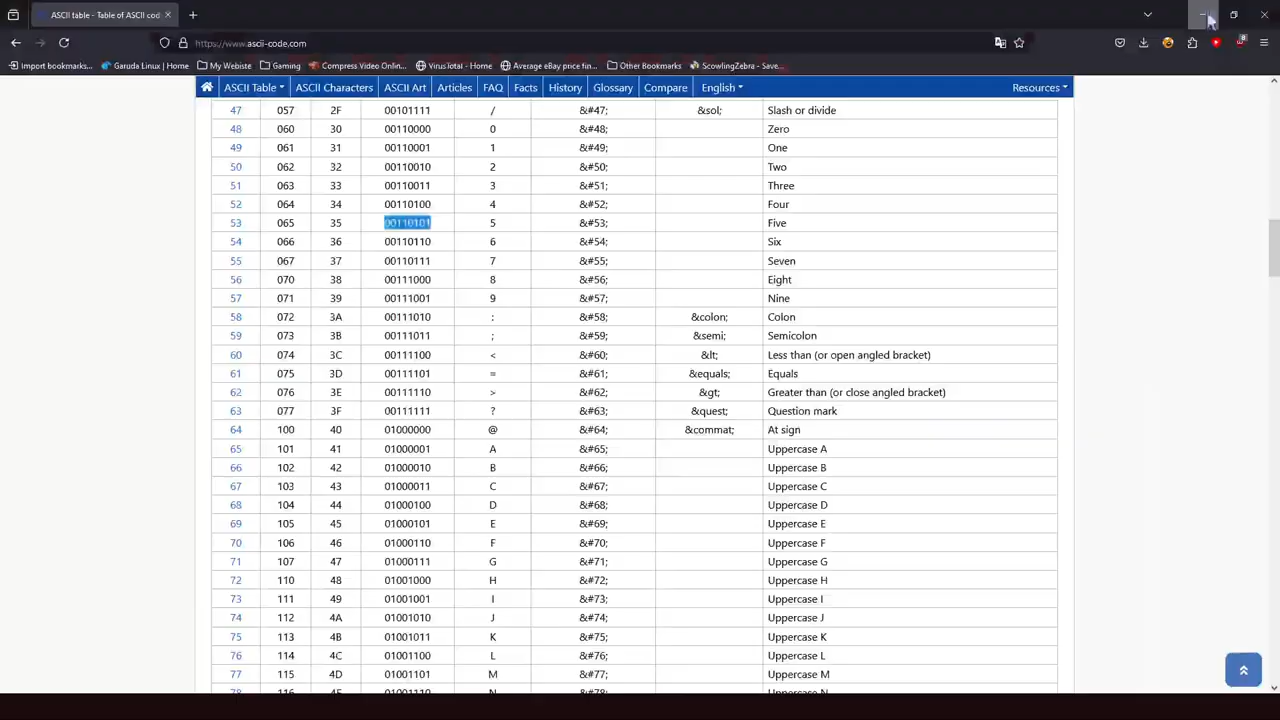 ASCII table - Table of ASCII cod
https://www.ascii-code.com
Import bookmarks... Garuda Linux | Home My Website Gaming Compress Video Onlin... VirusTotal - Home Average eBay price fin... Other Bookmarks ScowlingZebra - Save...
8
ASCII Table ASCII Characters ASCII Art Articles FAQ Facts History Glossary Compare English Resources
47 057 2F 00101111 / &#47; &sol; Slash or divide
48 060 30 00110000 0 &#48; Zero
49 061 31 00110001 1 &#49; One
50 062 32 00110010 2 &#50; Two
51 063 33 00110011 3 &#51; Three
52 064 34 00110100 4 &#52; Four
53 065 35 00110101 5 &#53; Five
54 066 36 00110110 6 &#54; Six
55 067 37 00110111 7 &#55; Seven
56 070 38 00111000 8 &#56; Eight
57 071 39 00111001 9 &#57; Nine
58 072 3A 00111010 : &#58; &colon; Colon
59 073 3B 00111011 ; &#59; &semi; Semicolon
60 074 3C 00111100 < &#60; &lt; Less than (or open angled bracket)
61 075 3D 00111101 = &#61; &equals; Equals
62 076 3E 00111110 > &#62; &gt; Greater than (or close angled bracket)
63 077 3F 00111111 ? &#63; &quest; Question mark
64 100 40 01000000 @ &#64; &commat; At sign
65 101 41 01000001 A &#65; Uppercase A
66 102 42 01000010 B &#66; Uppercase B
67 103 43 01000011 C &#67; Uppercase C
68 104 44 01000100 D &#68; Uppercase D
69 105 45 01000101 E &#69; Uppercase E
70 106 46 01000110 F &#70; Uppercase F
71 107 47 01000111 G &#71; Uppercase G
72 110 48 01001000 H &#72; Uppercase H
73 111 49 01001001 I &#73; Uppercase I
74 112 4A 01001010 J &#74; Uppercase J
75 113 4B 01001011 K &#75; Uppercase K
76 114 4C 01001100 L &#76; Uppercase L
77 115 4D 01001101 M &#77; Uppercase M
78 116 4E 01001110 N &#78; Uppercase N